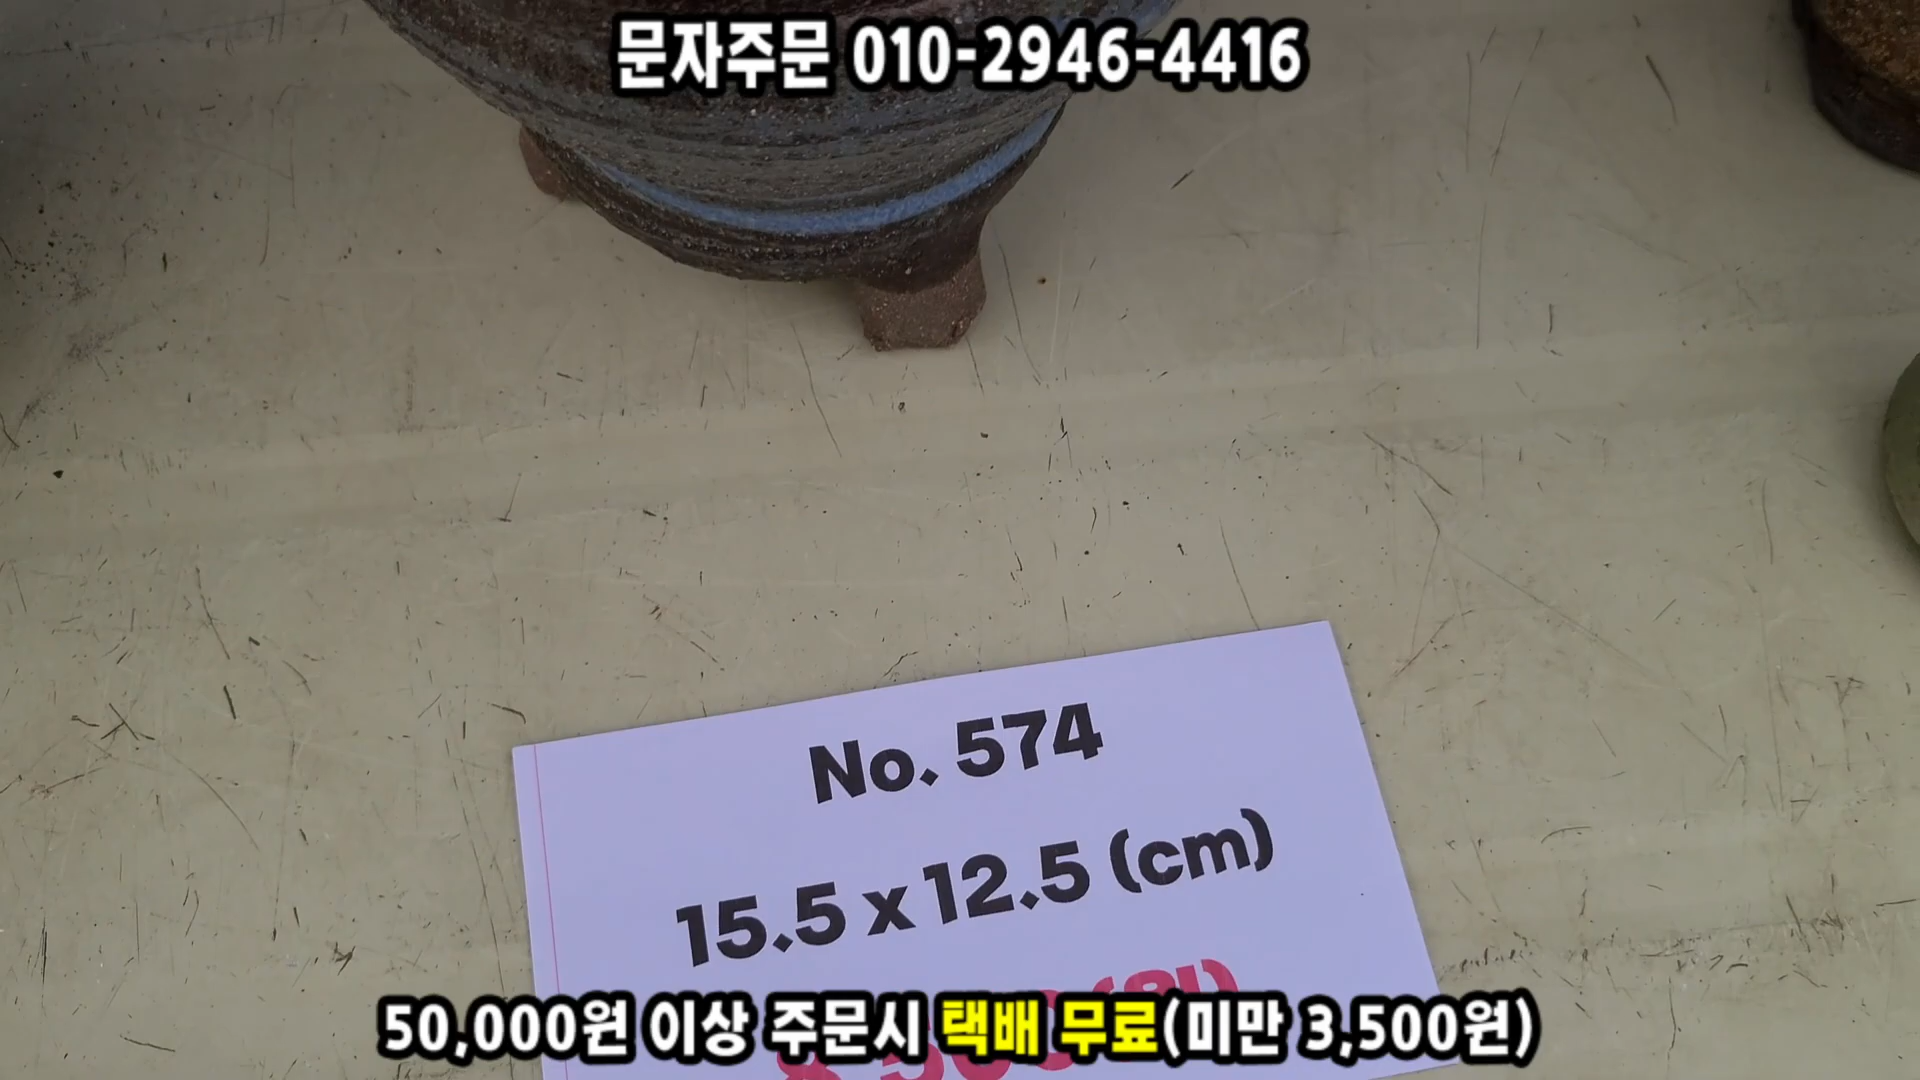 문자주문 010-2946-4416
No. 574
15.5 x 12.5 (cm)
50,000원 이상 주문시 택배 무료(미만 3,500원)